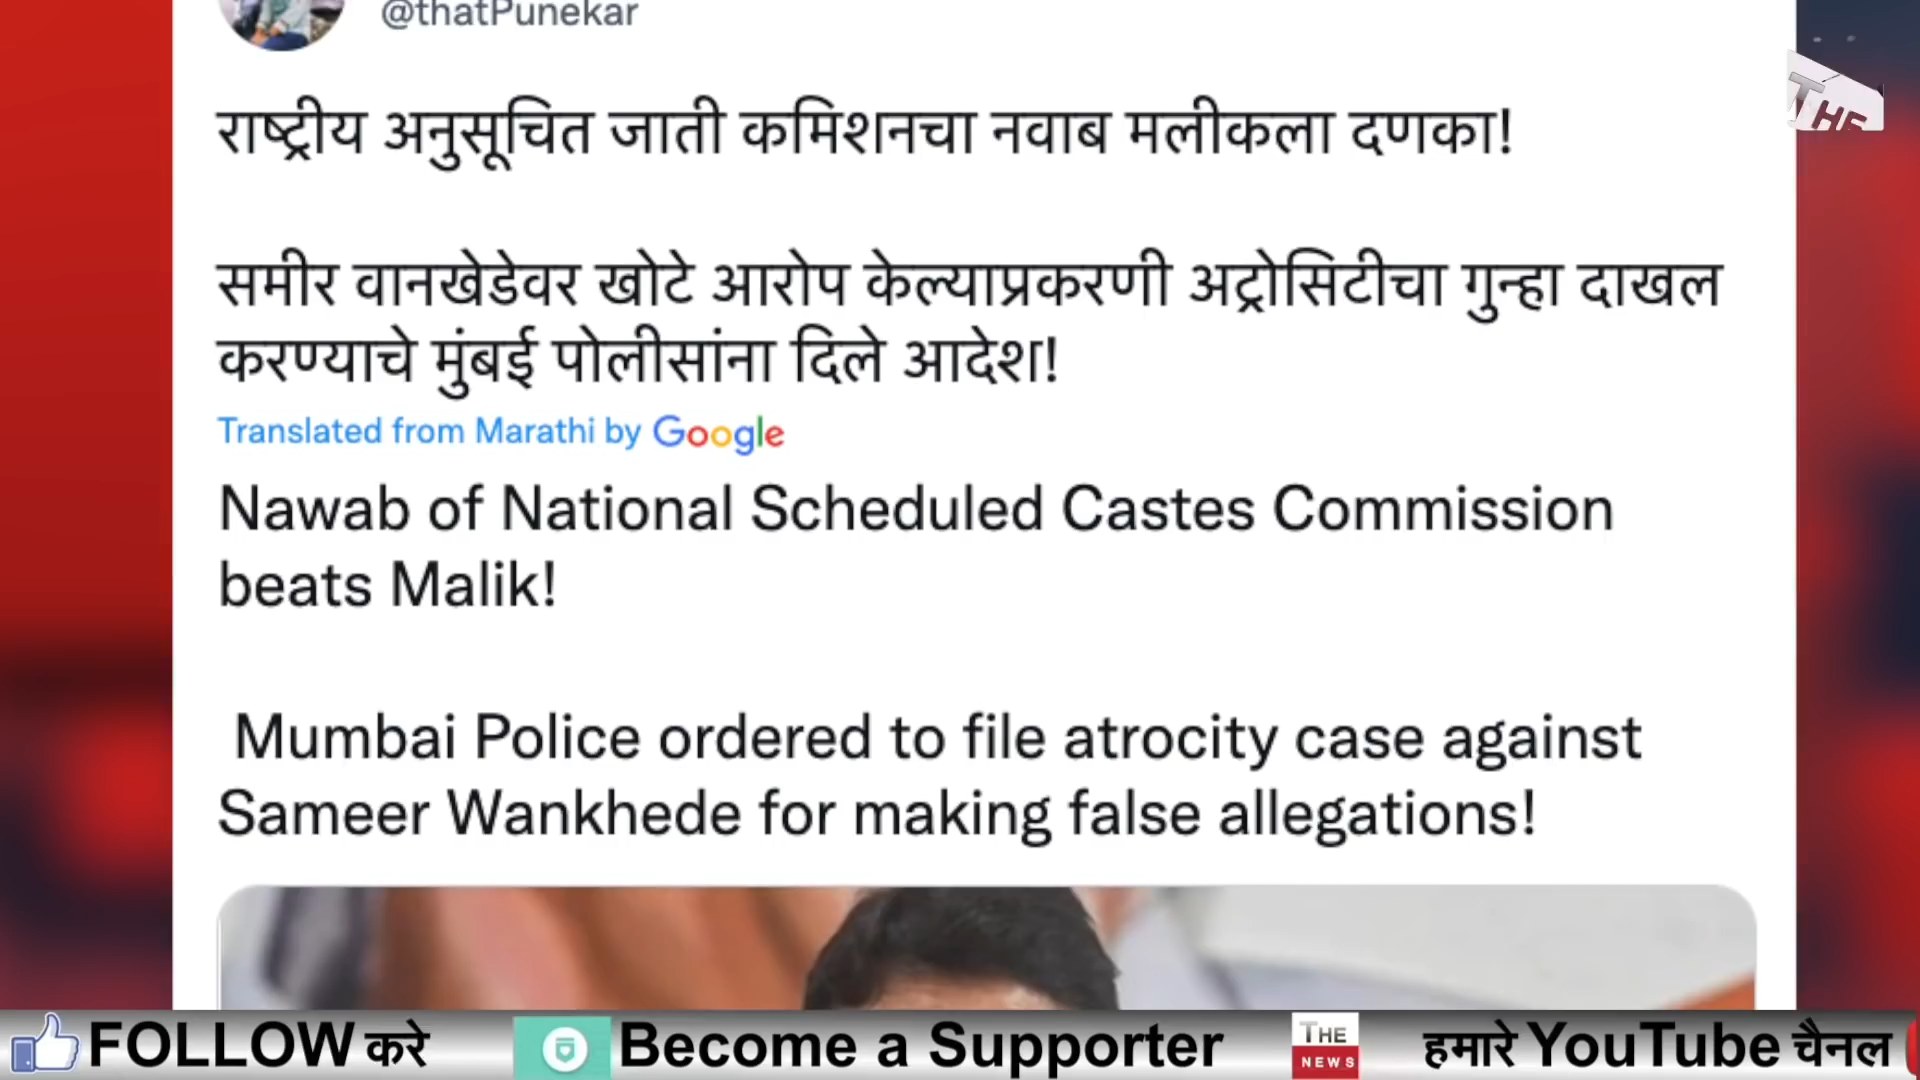 @thatPunekar
THE
राष्ट्रीय अनुसूचित जाती कमिशनचा नवाब मलीकला दणका!
समीर वानखेडेवर खोटे आरोप केल्याप्रकरणी अट्रोसिटीचा गुन्हा दाखल
करण्याचे मुंबई पोलीसांना दिले आदेश!
Translated from Marathi by Google
Nawab of National Scheduled Castes Commission
beats Malik!
Mumbai Police ordered to file atrocity case against
Sameer Wankhede for making false allegations!
FOLLOW करे
Become a Supporter
THE
NEWS
हमारे YouTube चैनल